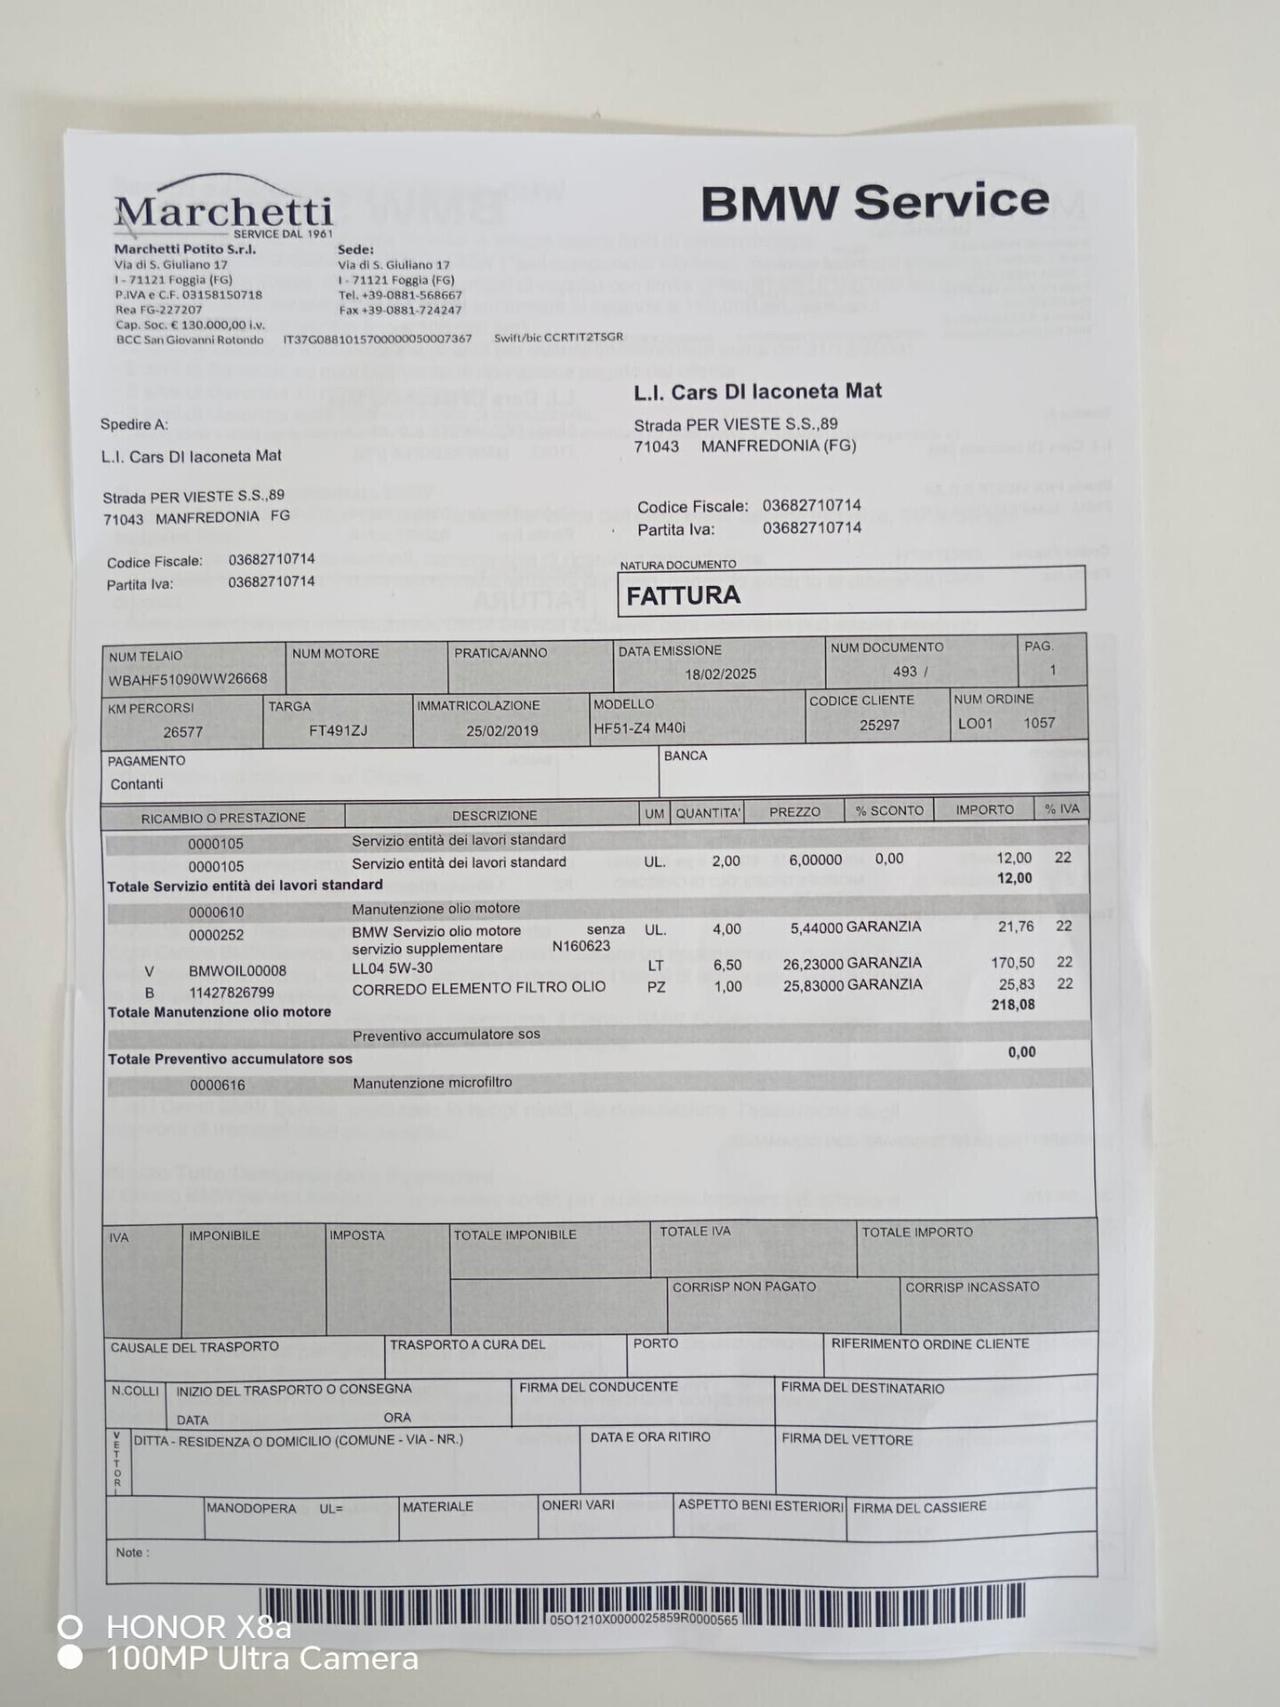 Marchetti
SERVICE DAL 1961
BMW Service
Marchetti Potito S.r.l.
Via di S. Giuliano 17
I - 71121 Foggia (FG)
P.IVA e C.F. 03158150718
Rea FG-227207
Cap. Soc. € 130.000,00 i.v.
Sede:
Via di S. Giuliano 17
I - 71121 Foggia (FG)
Tel. +39-0881-568667
Fax +39-0881-724247
BCC San Giovanni Rotondo IT37G0881015700000050007367 Swift/bic CCRTIT2TSGR
L.I. Cars DI Iaconeta Mat
Strada PER VIESTE S.S.,89
71043 MANFREDONIA (FG)
Codice Fiscale: 03682710714
Partita Iva: 03682710714
Spedire A:
L.I. Cars DI Iaconeta Mat
Strada PER VIESTE S.S.,89
71043 MANFREDONIA FG
Codice Fiscale: 03682710714
Partita Iva: 03682710714
NATURA DOCUMENTO
FATTURA
NUM TELAIO NUM MOTORE PRATICA/ANNO DATA EMISSIONE NUM DOCUMENTO PAG.
WBAHF51090WW26668 18/02/2025 493 / 1
KM PERCORSI TARGA IMMATRICOLAZIONE MODELLO CODICE CLIENTE NUM ORDINE
26577 FT491ZJ 25/02/2019 HF51-Z4 M40i 25297 LO01 1057
PAGAMENTO BANCA
Contanti
RICAMBIO O PRESTAZIONE DESCRIZIONE UM QUANTITA' PREZZO % SCONTO IMPORTO % IVA
0000105 Servizio entità dei lavori standard
0000105 Servizio entità dei lavori standard UL. 2,00 6,00000 0,00 12,00 22
Totale Servizio entità dei lavori standard 12,00
0000610 Manutenzione olio motore
0000252 BMW Servizio olio motore senza UL. 4,00 5,44000 GARANZIA 21,76 22
servizio supplementare N160623
V BMWOIL00008 LL04 5W-30 LT 6,50 26,23000 GARANZIA 170,50 22
B 11427826799 CORREDO ELEMENTO FILTRO OLIO PZ 1,00 25,83000 GARANZIA 25,83 22
Totale Manutenzione olio motore 218,08
Preventivo accumulatore sos
Totale Preventivo accumulatore sos 0,00
0000616 Manutenzione microfiltro
IVA IMPONIBILE IMPOSTA TOTALE IMPONIBILE TOTALE IVA TOTALE IMPORTO
CORRISP NON PAGATO CORRISP INCASSATO
CAUSALE DEL TRASPORTO TRASPORTO A CURA DEL PORTO RIFERIMENTO ORDINE CLIENTE
N.COLLI INIZIO DEL TRASPORTO O CONSEGNA FIRMA DEL CONDUCENTE FIRMA DEL DESTINATARIO
DATA ORA
VETTORI DITTA - RESIDENZA O DOMICILIO (COMUNE - VIA - NR.) DATA E ORA RITIRO FIRMA DEL VETTORE
MANODOPERA UL= MATERIALE ONERI VARI ASPETTO BENI ESTERIORI FIRMA DEL CASSIERE
Note :
05O1210X0000025859R0000565
HONOR X8a
100MP Ultra Camera